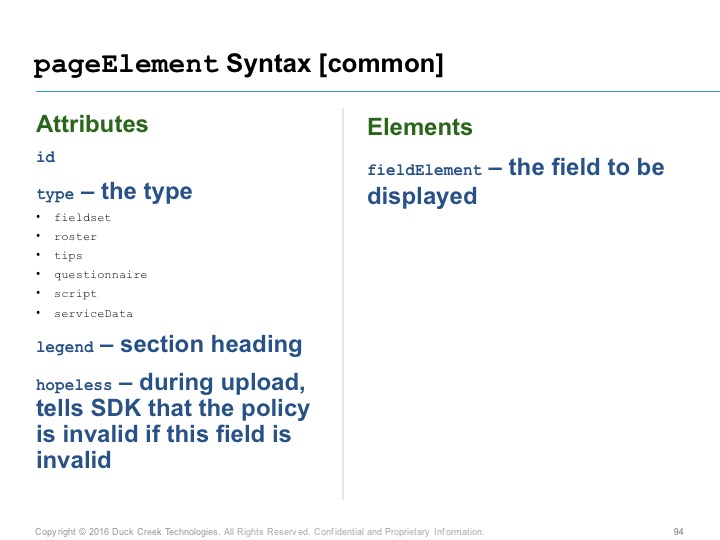 pageElement Syntax [common]
Attributes
id
type – the type
• fieldset
• roster
• tips
• questionnaire
• script
• serviceData
legend – section heading
hopeless – during upload,
tells SDK that the policy
is invalid if this field is
invalid
Elements
fieldElement – the field to be
displayed
Copyright © 2016 Duck Creek Technologies. All Rights Reserved. Confidential and Proprietary Information.
94